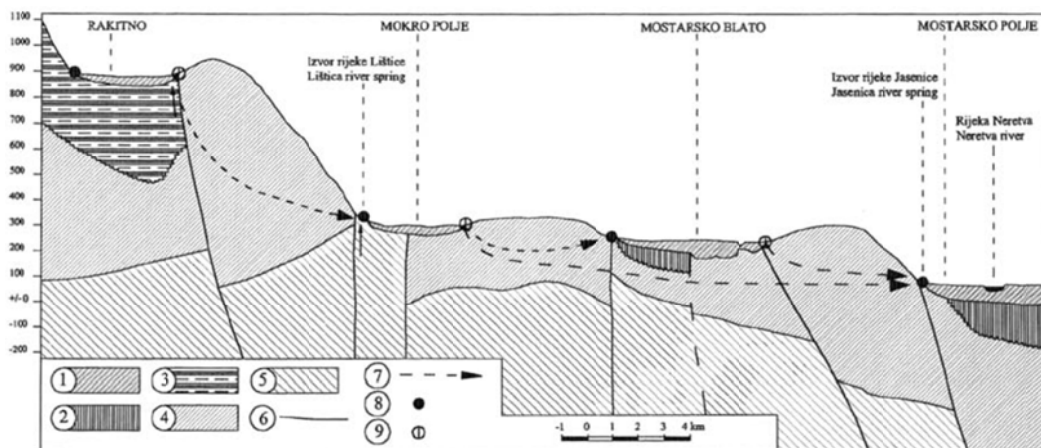 1100
1000
900
800
700
600
500
400
300
200
100
+/- 0
-100
-200
RAKITNO
MOKRO POLJE
MOSTARSKO BLATO
MOSTARSKO POLJE
Izvor rijeke Lištice
Lištica river spring
Izvor rijeke Jasenice
Jasenica river spring
Rijeka Neretva
Neretva river
1
2
3
4
5
6
7
8
9
-1 0 1 2 3 4 km